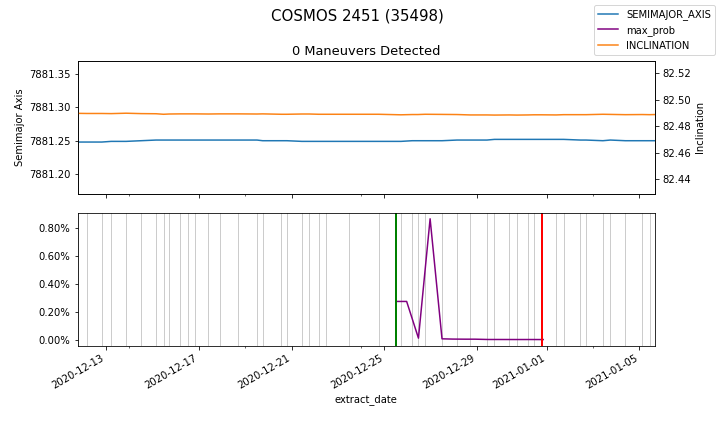 COSMOS 2451 (35498)
SEMIMAJOR_AXIS
max_prob
INCLINATION
0 Maneuvers Detected
7881.35
7881.30
7881.25
7881.20
Semimajor Axis
82.52
82.50
82.48
82.46
82.44
Inclination
0.80%
0.60%
0.40%
0.20%
0.00%
2020-12-13
2020-12-17
2020-12-21
2020-12-25
2020-12-29
2021-01-01
2021-01-05
extract_date